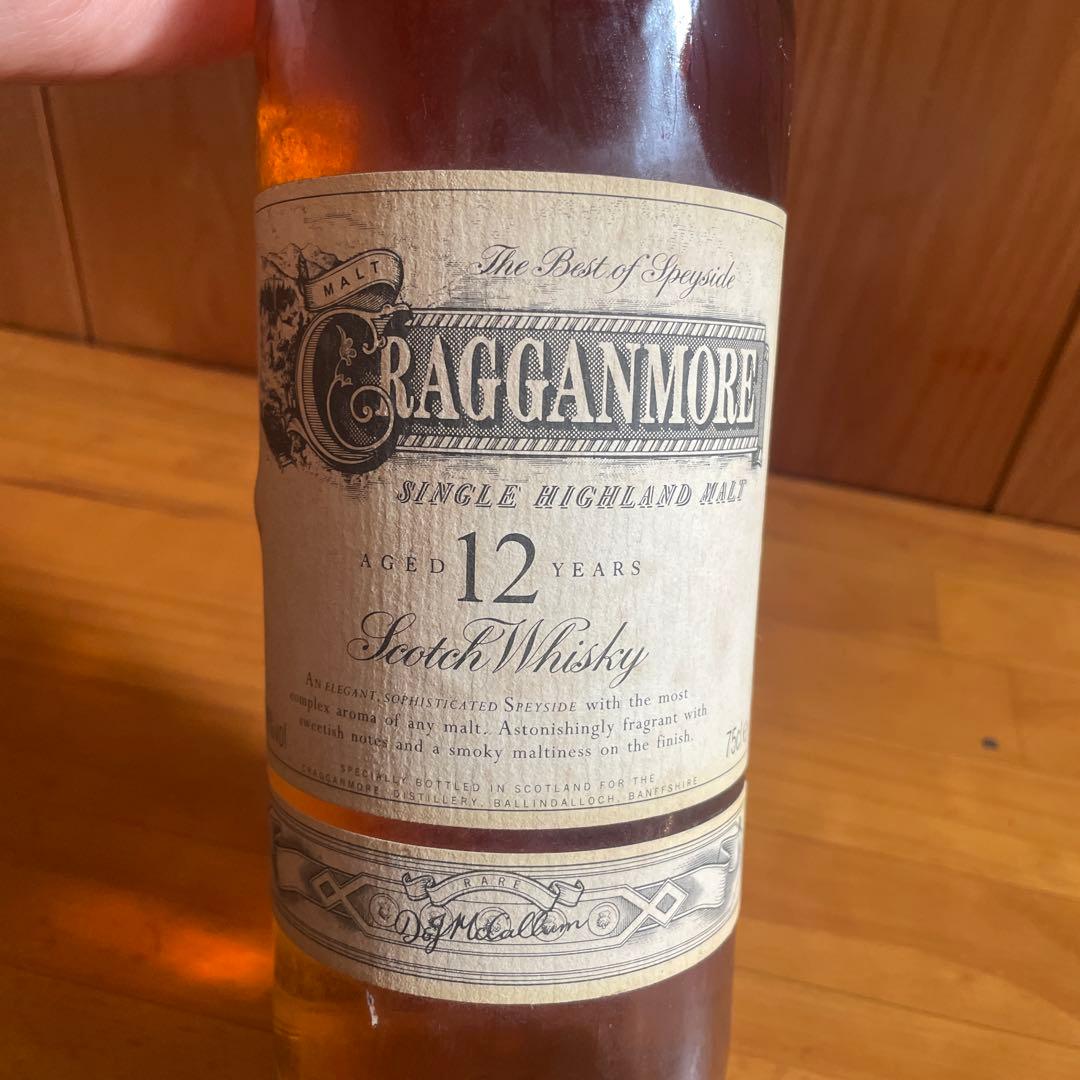 The Best of Speyside
MALT
CRAGGANMORE
SINGLE HIGHLAND MALT
AGED 12 YEARS
Scotch Whisky
AN ELEGANT, SOPHISTICATED SPEYSIDE with the most
complex aroma of any malt. Astonishingly fragrant with
sweetish notes and a smoky maltiness on the finish.
75cl
SPECIALLY BOTTLED IN SCOTLAND FOR THE
CRAGGANMORE DISTILLERY, BALLINDALLOCH, BANFFSHIRE
RARE
D&J McCallum